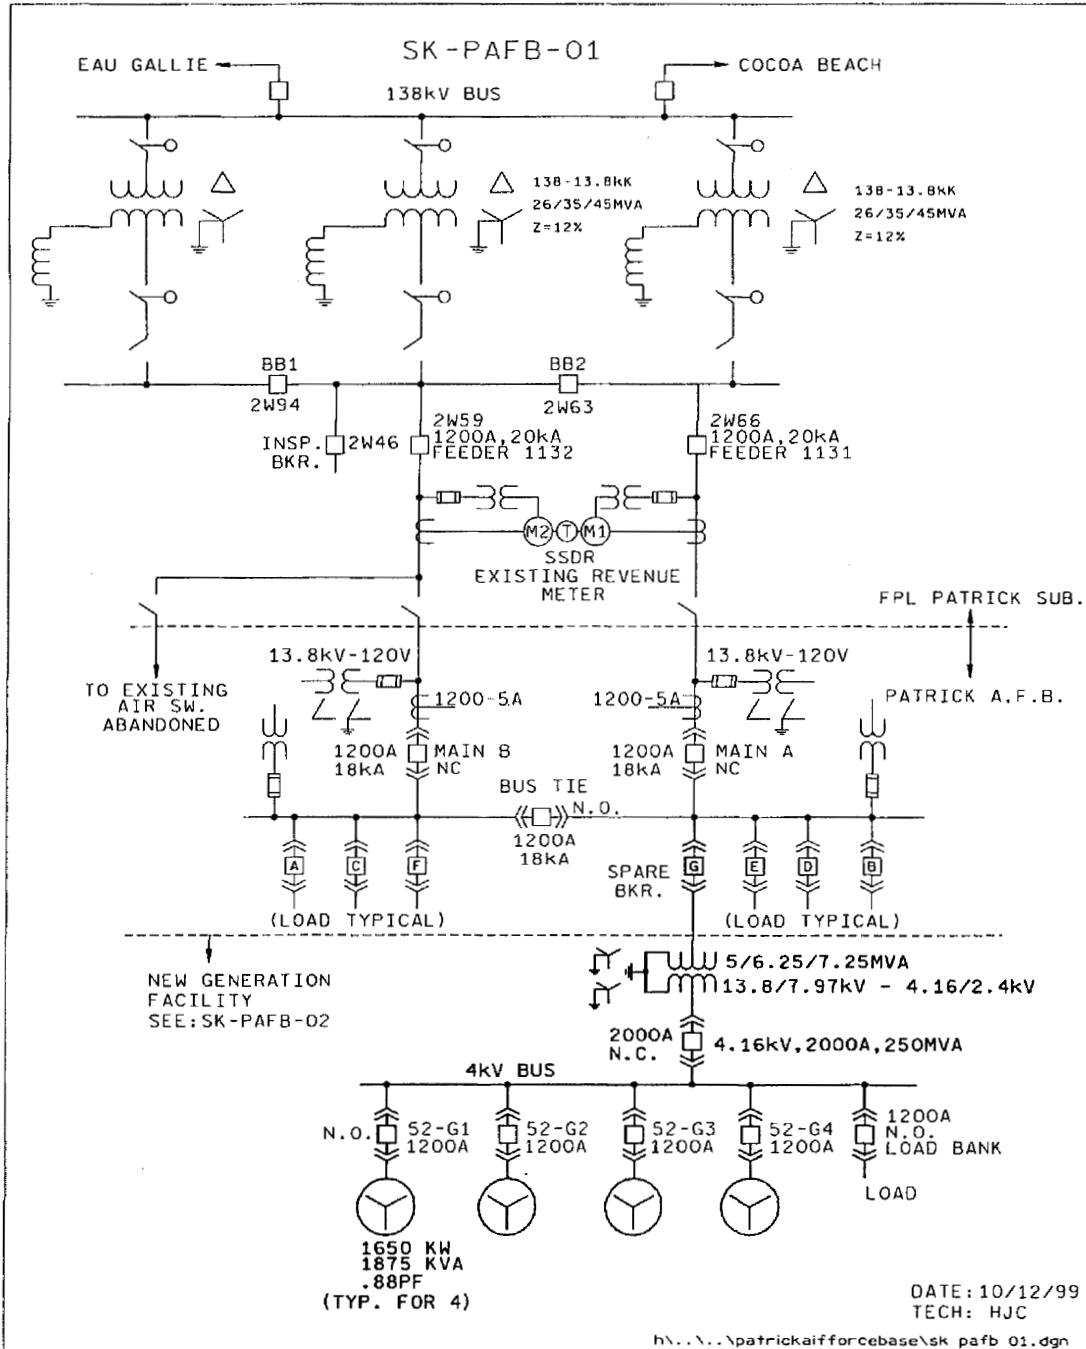 SK-PAFB-01
EAU GALLIE
COCOA BEACH
138kV BUS
138-13.8kK
26/35/45MVA
Z=12%
138-13.8kK
26/35/45MVA
Z=12%
BB1
2W94
BB2
2W63
INSP.
BKR.
2W46
2W59
1200A,20kA
FEEDER 1132
2W66
1200A,20kA
FEEDER 1131
M2
T
M1
SSDR
EXISTING REVENUE
METER
FPL PATRICK SUB.
PATRICK A.F.B.
TO EXISTING
AIR SW.
ABANDONED
13.8kV-120V
13.8kV-120V
1200-5A
1200-5A
1200A
18kA
MAIN B
NC
1200A
18kA
MAIN A
NC
BUS TIE
N.O.
1200A
18kA
A
C
F
SPARE
BKR.
G
E
D
B
(LOAD TYPICAL)
(LOAD TYPICAL)
NEW GENERATION
FACILITY
SEE:SK-PAFB-02
5/6.25/7.25MVA
13.8/7.97kV - 4.16/2.4kV
2000A
N.C.
4.16kV,2000A,250MVA
4kV BUS
N.O.
52-G1
1200A
52-G2
1200A
52-G3
1200A
52-G4
1200A
1200A
N.O.
LOAD BANK
LOAD
1650 KW
1875 KVA
.88PF
(TYP. FOR 4)
DATE:10/12/99
TECH: HJC
h\..\..\patrickaifforcebase\sk pafb 01.dgn